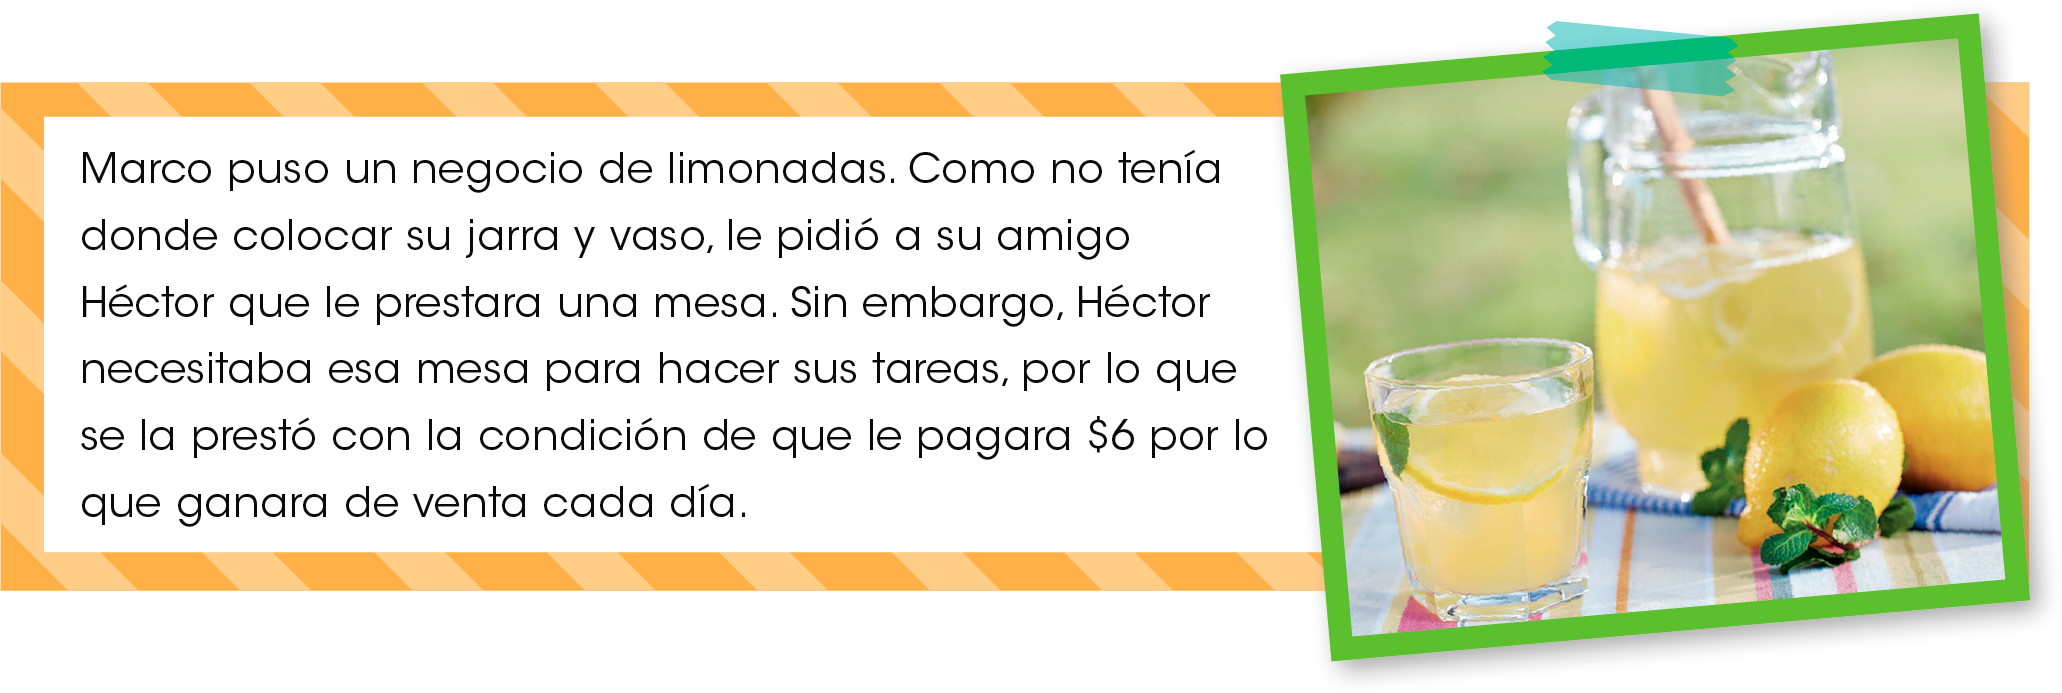 Marco puso un negocio de limonadas. Como no tenía
donde colocar su jarra y vaso, le pidió a su amigo
Héctor que le prestara una mesa. Sin embargo, Héctor
necesitaba esa mesa para hacer sus tareas, por lo que
se la prestó con la condición de que le pagara $6 por lo
que ganara de venta cada día.